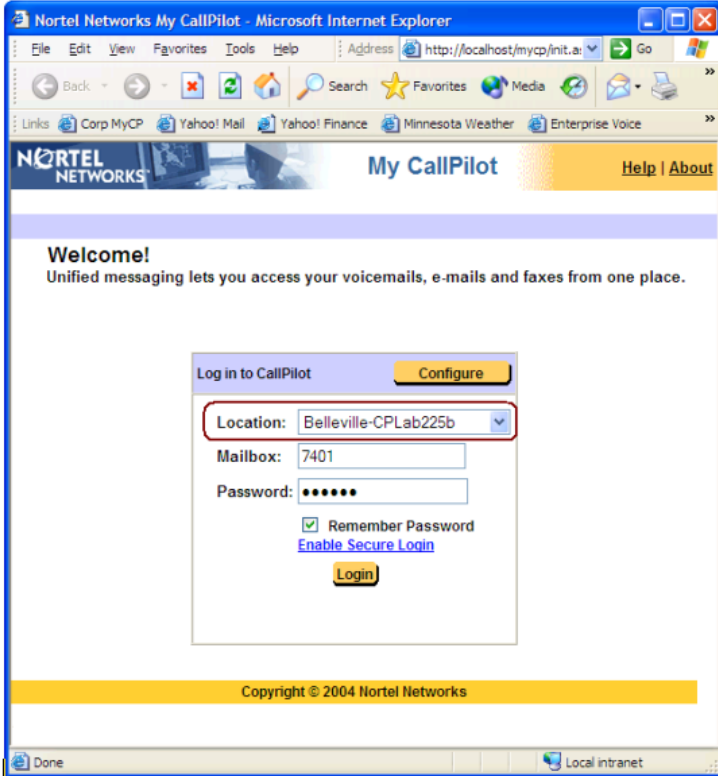 Nortel Networks My CallPilot - Microsoft Internet Explorer
File Edit View Favorites Tools Help Address http://localhost/mycp/init.a: Go
Back Search Favorites Media »
Links Corp MyCP Yahoo! Mail Yahoo! Finance Minnesota Weather Enterprise Voice »
NORTEL
NETWORKS
My CallPilot
Help | About
Welcome!
Unified messaging lets you access your voicemails, e-mails and faxes from one place.
Log in to CallPilot Configure
Location: Belleville-CPLab225b
Mailbox: 7401
Password: ••••••
Remember Password
Enable Secure Login
Login
Copyright © 2004 Nortel Networks
Done Local intranet